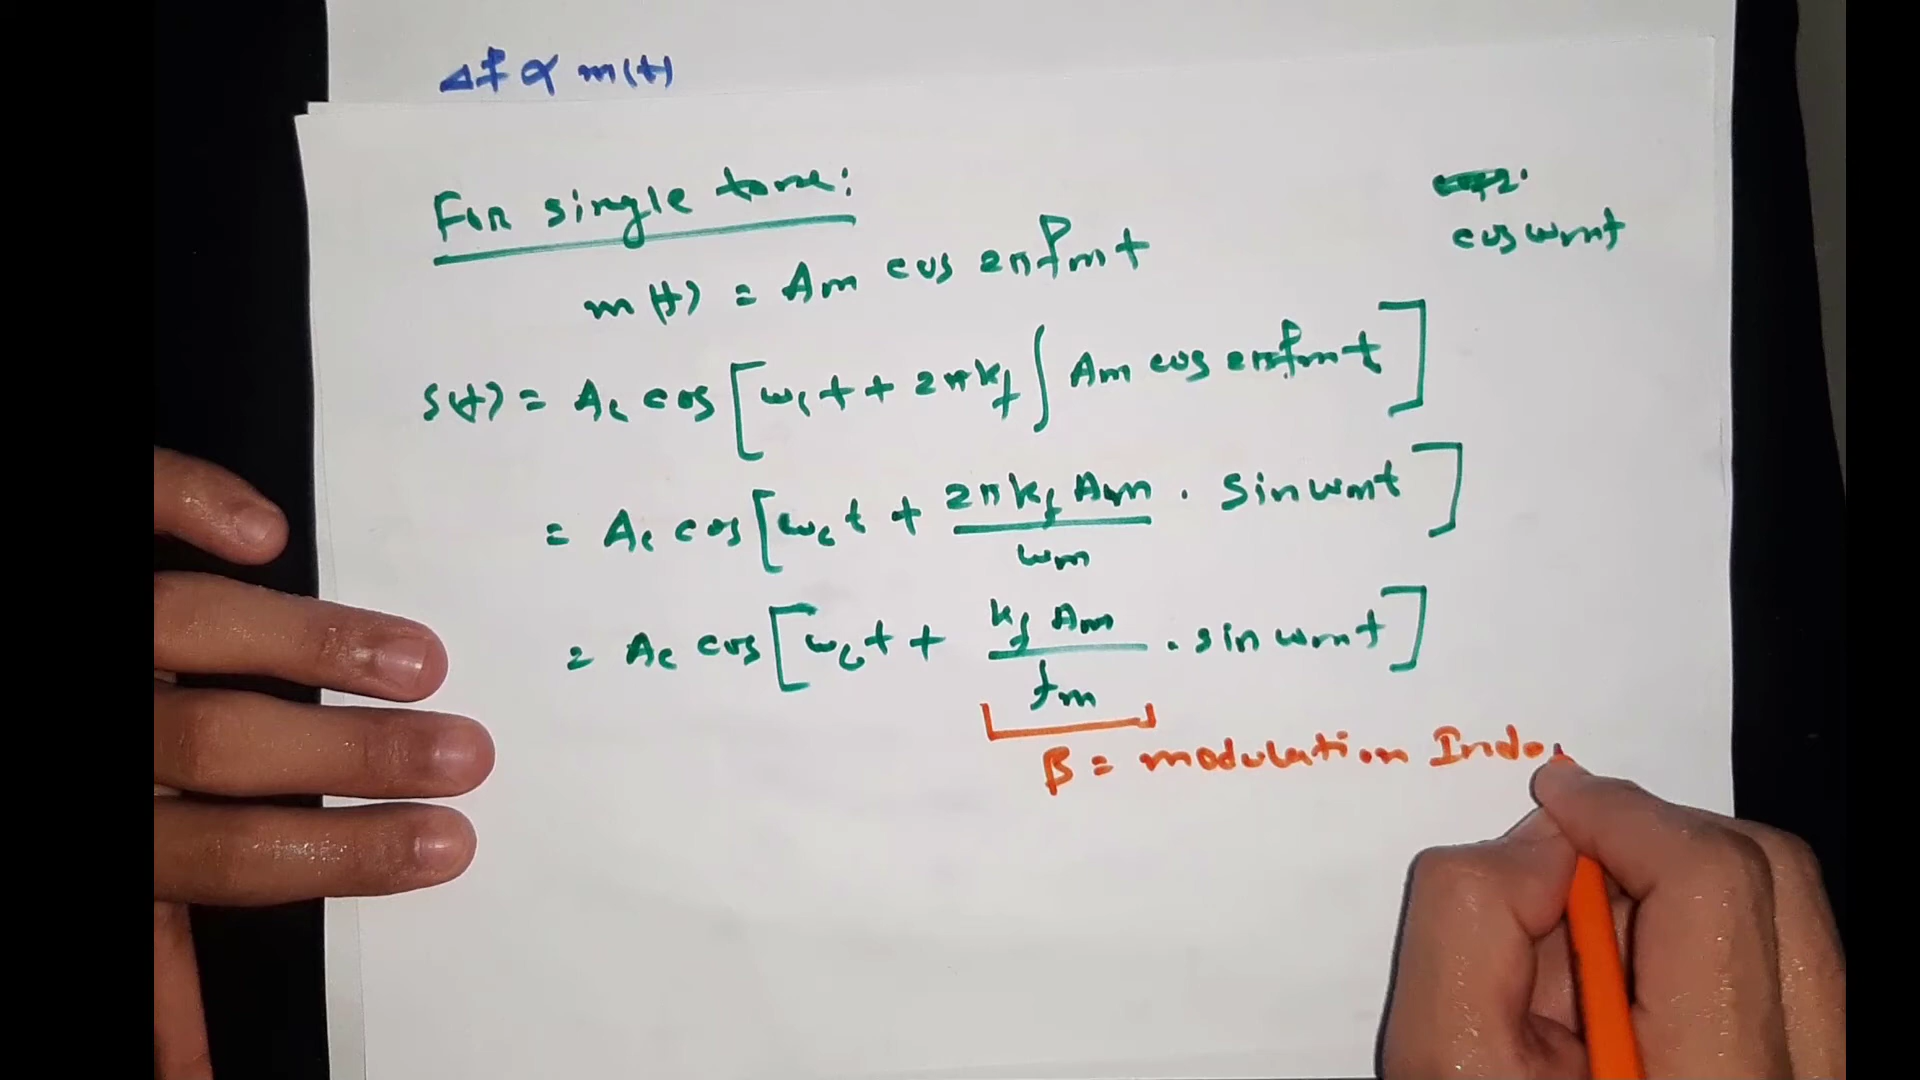 Δf ∝ m(t)
For single tone:
cos ωmt
m(t) = Am cos 2πfmt
s(t) = Ac cos [ωct + 2πkf ∫ Am cos 2πfmt]
= Ac cos [ωct + 2πkf Am / ωm . sin ωmt]
= Ac cos [ωct + kf Am / fm . sin ωmt]
β = modulation Index